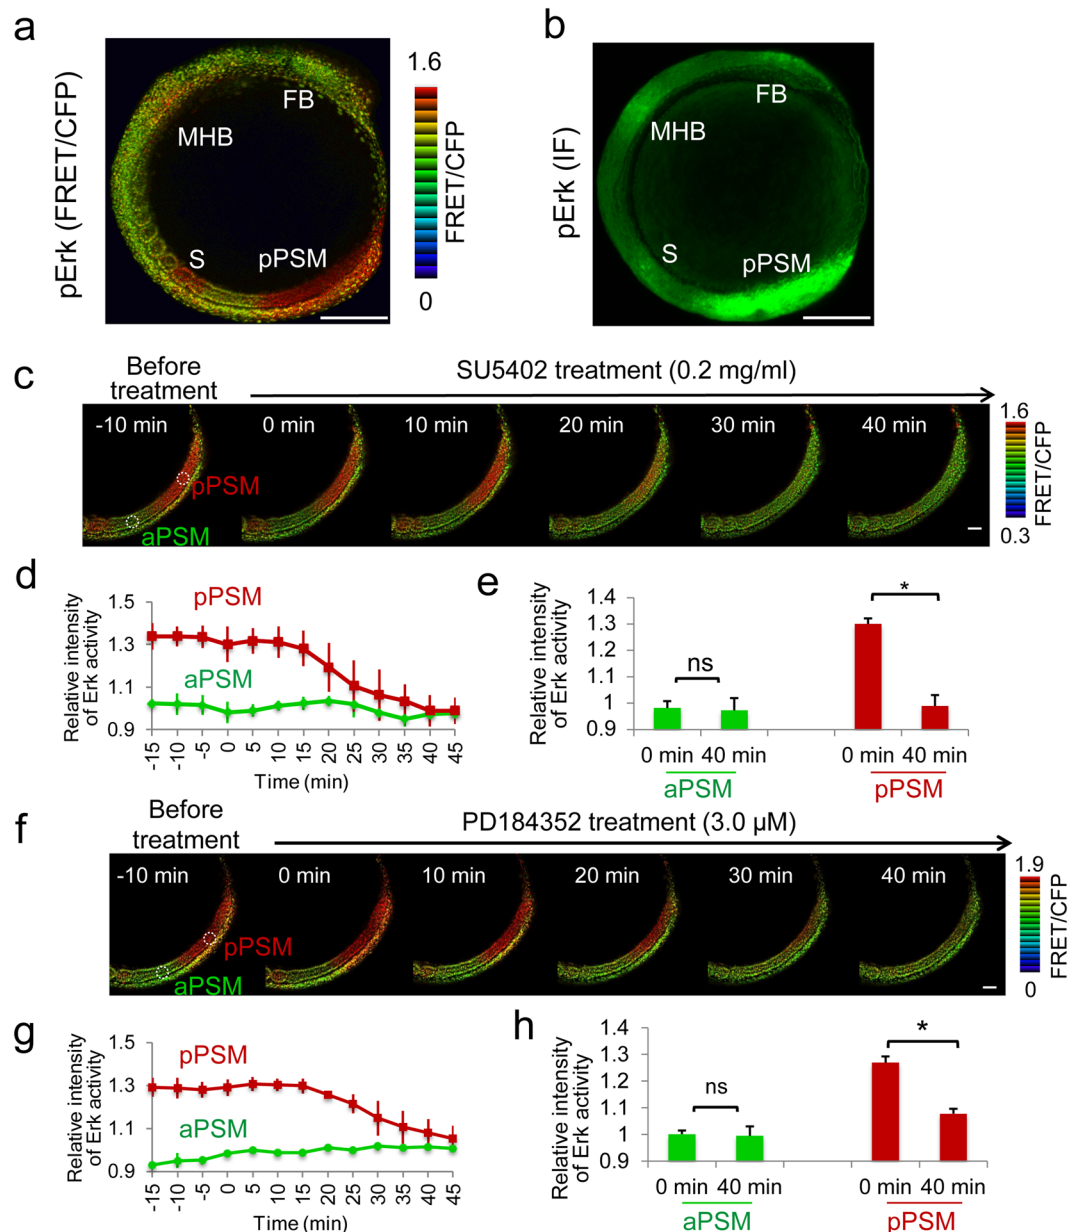 a
pErk (FRET/CFP)
FB
MHB
S
pPSM
1.6
FRET/CFP
0
b
pErk (IF)
FB
MHB
S
pPSM
c
Before
treatment
SU5402 treatment (0.2 mg/ml)
-10 min
0 min
10 min
20 min
30 min
40 min
pPSM
aPSM
1.6
FRET/CFP
0.3
d
Relative intensity
of Erk activity
1.5
1.3
1.1
0.9
pPSM
aPSM
-15 -10 -5 0 5 10 15 20 25 30 35 40 45
Time (min)
e
Relative intensity
of Erk activity
1.4
1.3
1.2
1.1
1
0.9
ns
*
0 min 40 min 0 min 40 min
aPSM pPSM
f
Before
treatment
PD184352 treatment (3.0 μM)
-10 min
0 min
10 min
20 min
30 min
40 min
pPSM
aPSM
1.9
FRET/CFP
0
g
Relative intensity
of Erk activity
1.5
1.3
1.1
0.9
pPSM
aPSM
-15 -10 -5 0 5 10 15 20 25 30 35 40 45
Time (min)
h
Relative intensity
of Erk activity
1.4
1.3
1.2
1.1
1
0.9
ns
*
0 min 40 min 0 min 40 min
aPSM pPSM